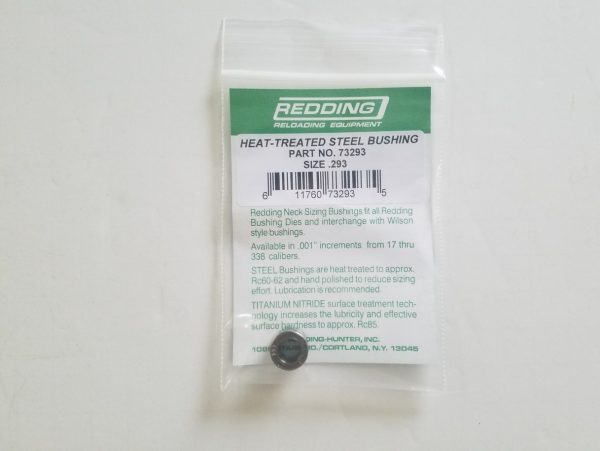 REDDING
RELOADING EQUIPMENT
HEAT-TREATED STEEL BUSHING
PART NO. 73293
SIZE .293
6 11760 73293 5
Redding Neck Sizing Bushings fit all Redding
Bushing Dies and interchange with Wilson
style bushings.
Available in .001" increments from 17 thru
338 calibers.
STEEL Bushings are heat treated to approx.
Rc60-62 and hand polished to reduce sizing
effort. Lubrication is recommended.
TITANIUM NITRIDE surface treatment tech-
nology increases the lubricity and effective
surface hardness to approx. Rc85.
DING-HUNTER, INC.
RD./CORTLAND, N.Y. 13045